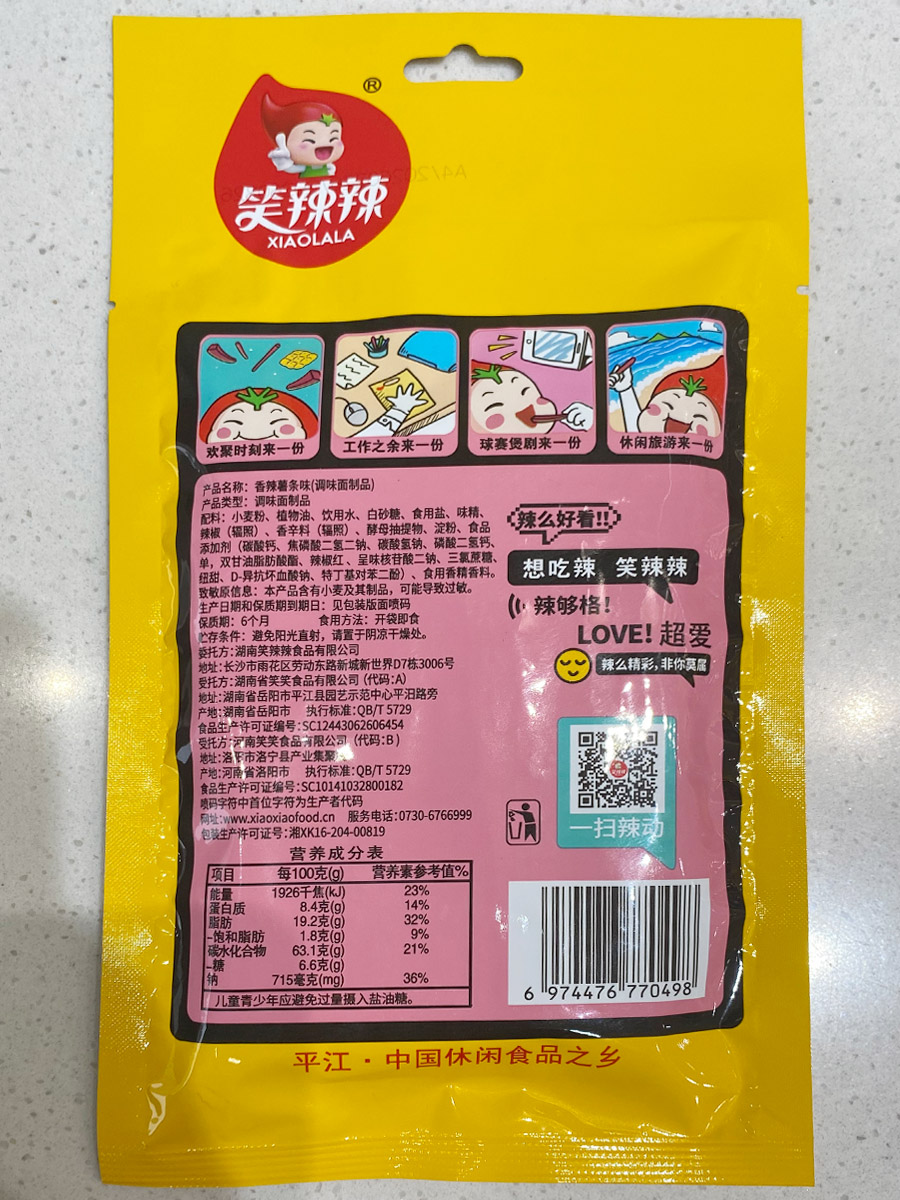 ®
笑辣辣
XIAOLALA
欢聚时刻来一份
工作之余来一份
球赛煲剧来一份
休闲旅游来一份
产品名称：香辣薯条味(调味面制品)
产品类型：调味面制品
配料：小麦粉、植物油、饮用水、白砂糖、食用盐、味精、
辣椒（辐照）、香辛料（辐照）、酵母抽提物、淀粉、食品
添加剂（碳酸钙、焦磷酸二氢二钠、碳酸氢钠、磷酸二氢钙、
单，双甘油脂肪酸酯、辣椒红、呈味核苷酸二钠、三氯蔗糖、
纽甜、D-异抗坏血酸钠、特丁基对苯二酚）、食用香精香料。
致敏原信息：本产品含有小麦及其制品，可能导致过敏。
生产日期和保质期到期日：见包装版面喷码
保质期：6个月 食用方法：开袋即食
贮存条件：避免阳光直射，请置于阴凉干燥处。
委托方：湖南笑辣辣食品有限公司
地址：长沙市雨花区劳动东路新城新世界D7栋3006号
受托方：湖南省笑笑食品有限公司（代码：A）
地址：湖南省岳阳市平江县园艺示范中心平汨路旁
产地：湖南省岳阳市 执行标准：QB/T 5729
食品生产许可证编号：SC12443062606454
受托方：河南笑笑食品有限公司（代码：B）
地址：洛阳市洛宁县产业集聚
产地：河南省洛阳市 执行标准：QB/T 5729
食品生产许可证编号：SC10141032800182
喷码字符中首位字符为生产者代码
网址：www.xiaoxiaofood.cn 服务电话：0730-6766999
包装生产许可证号：湘XK16-204-00819
营养成分表
项目 每100克(g) 营养素参考值%
能量 1926千焦(kJ) 23%
蛋白质 8.4克(g) 14%
脂肪 19.2克(g) 32%
-饱和脂肪 1.8克(g) 9%
碳水化合物 63.1克(g) 21%
-糖 6.6克(g)
钠 715毫克(mg) 36%
儿童青少年应避免过量摄入盐油糖。
辣么好看!!
想吃辣 笑辣辣
辣够格!
LOVE! 超爱
辣么精彩,非你莫属
一扫辣动
6 974476 770498
平江·中国休闲食品之乡